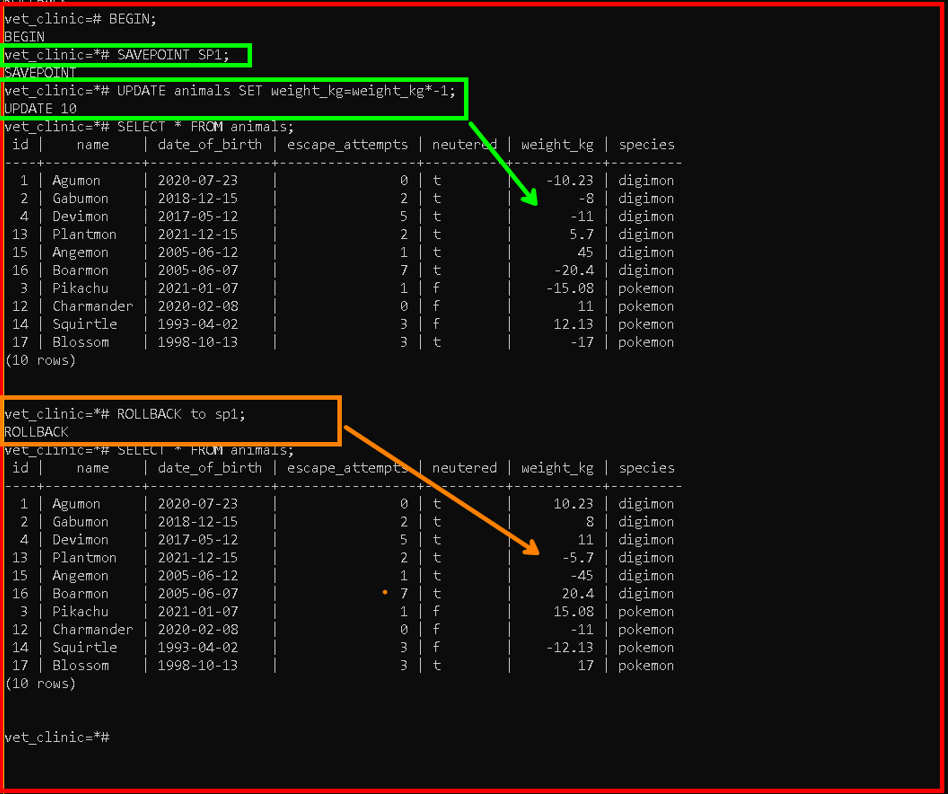 vet_clinic=# BEGIN;
BEGIN
vet_clinic=*# SAVEPOINT SP1;
SAVEPOINT
vet_clinic=*# UPDATE animals SET weight_kg=weight_kg*-1;
UPDATE 10
vet_clinic=*# SELECT * FROM animals;
 id |    name    | date_of_birth | escape_attempts | neutered | weight_kg | species
----+------------+---------------+-----------------+----------+-----------+---------
  1 | Agumon     | 2020-07-23    |               0 | t        |    -10.23 | digimon
  2 | Gabumon    | 2018-12-15    |               2 | t        |        -8 | digimon
  4 | Devimon    | 2017-05-12    |               5 | t        |       -11 | digimon
 13 | Plantmon   | 2021-12-15    |               2 | t        |       5.7 | digimon
 15 | Angemon    | 2005-06-12    |               1 | t        |        45 | digimon
 16 | Boarmon    | 2005-06-07    |               7 | t        |     -20.4 | digimon
  3 | Pikachu    | 2021-01-07    |               1 | f        |    -15.08 | pokemon
 12 | Charmander | 2020-02-08    |               0 | f        |        11 | pokemon
 14 | Squirtle   | 1993-04-02    |               3 | f        |     12.13 | pokemon
 17 | Blossom    | 1998-10-13    |               3 | t        |       -17 | pokemon
(10 rows)
vet_clinic=*# ROLLBACK to sp1;
ROLLBACK
vet_clinic=*# SELECT * FROM animals;
 id |    name    | date_of_birth | escape_attempts | neutered | weight_kg | species
----+------------+---------------+-----------------+----------+-----------+---------
  1 | Agumon     | 2020-07-23    |               0 | t        |     10.23 | digimon
  2 | Gabumon    | 2018-12-15    |               2 | t        |         8 | digimon
  4 | Devimon    | 2017-05-12    |               5 | t        |        11 | digimon
 13 | Plantmon   | 2021-12-15    |               2 | t        |      -5.7 | digimon
 15 | Angemon    | 2005-06-12    |               1 | t        |       -45 | digimon
 16 | Boarmon    | 2005-06-07    |               7 | t        |      20.4 | digimon
  3 | Pikachu    | 2021-01-07    |               1 | f        |     15.08 | pokemon
 12 | Charmander | 2020-02-08    |               0 | f        |       -11 | pokemon
 14 | Squirtle   | 1993-04-02    |               3 | f        |    -12.13 | pokemon
 17 | Blossom    | 1998-10-13    |               3 | t        |        17 | pokemon
(10 rows)
vet_clinic=*#